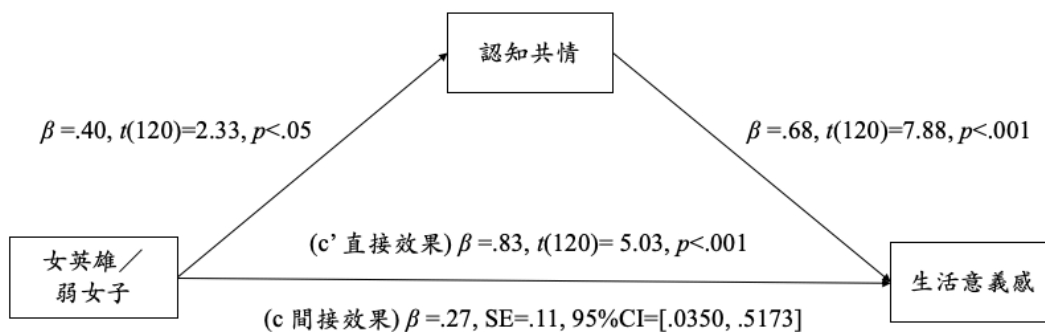 認知共情
β =.40, t(120)=2.33, p<.05
β =.68, t(120)=7.88, p<.001
(c’ 直接效果) β =.83, t(120)= 5.03, p<.001
女英雄／
弱女子
生活意義感
(c 間接效果) β =.27, SE=.11, 95%CI=[.0350, .5173]